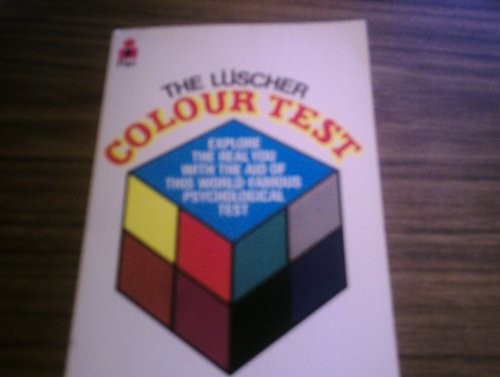 THE LÜSCHER
COLOUR TEST
EXPLORE
THE REAL YOU
WITH THE AID OF
THIS WORLD-FAMOUS
PSYCHOLOGICAL
TEST